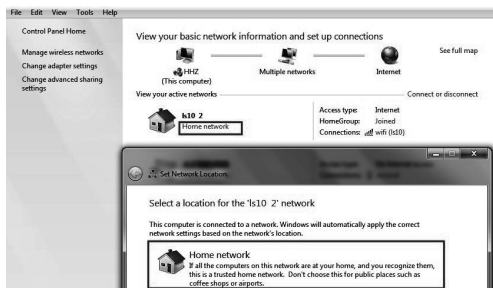 File Edit View Tools Help
Control Panel Home
Manage wireless networks
Change adapter settings
Change advanced sharing
settings
View your basic network information and set up connections
See full map
HHZ
(This computer)
Multiple networks
Internet
View your active networks
Connect or disconnect
ls10 2
Home network
Access type: Internet
HomeGroup: Joined
Connections: wifi (ls10)
Set Network Location
Select a location for the 'ls10 2' network
This computer is connected to a network. Windows will automatically apply the correct
network settings based on the network's location.
Home network
If all the computers on this network are at your home, and you recognize them,
this is a trusted home network. Don't choose this for public places such as
coffee shops or airports.